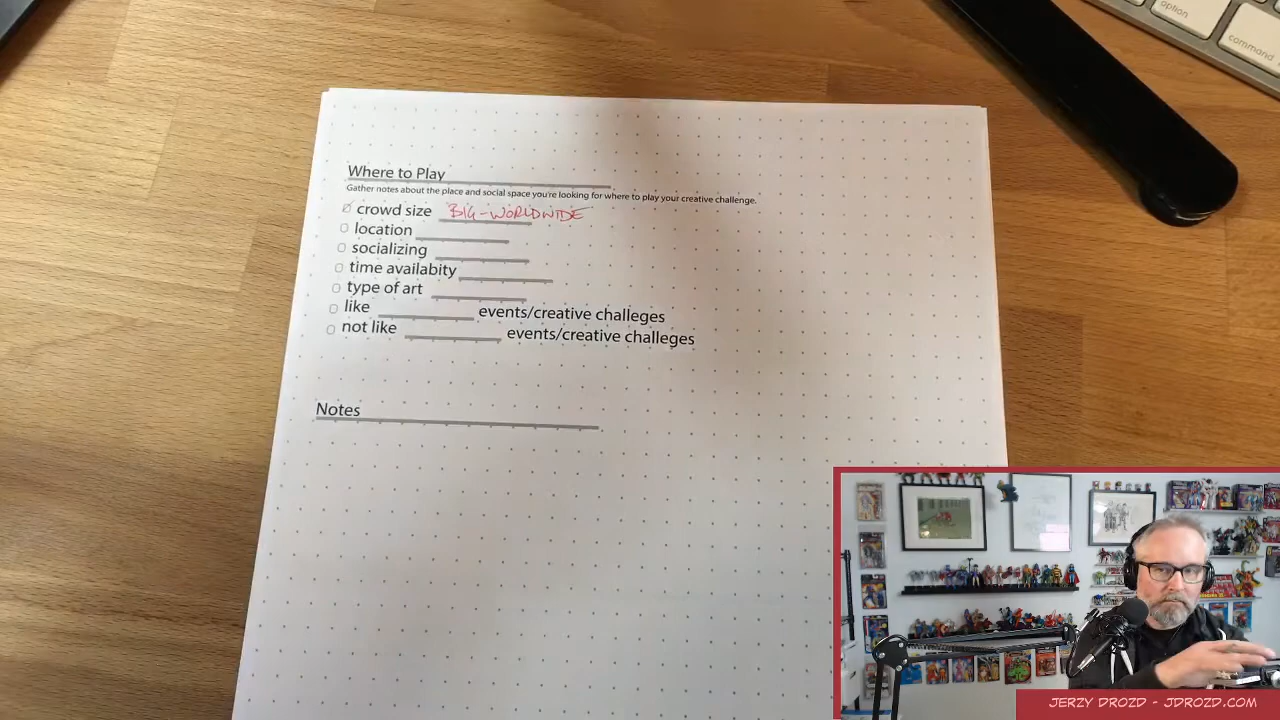 option
command
Where to Play
Gather notes about the place and social space you're looking for where to play your creative challenge.
crowd size BIG-WORLDWIDE
location
socializing
time availabity
type of art
like events/creative challeges
not like events/creative challeges
Notes
JERZY DROZD - JDROZD.COM